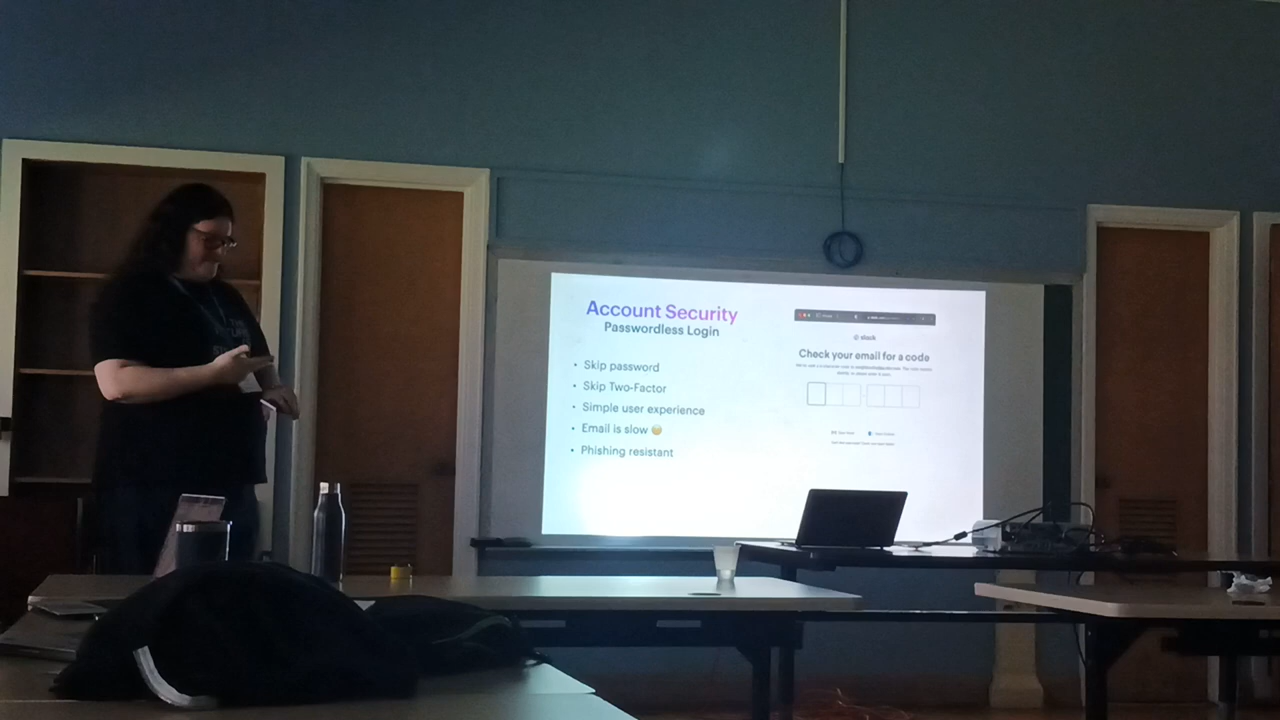 Account Security
Passwordless Login
• Skip password
• Skip Two-Factor
• Simple user experience
• Email is slow 😕
• Phishing resistant
slack
Check your email for a code
THE